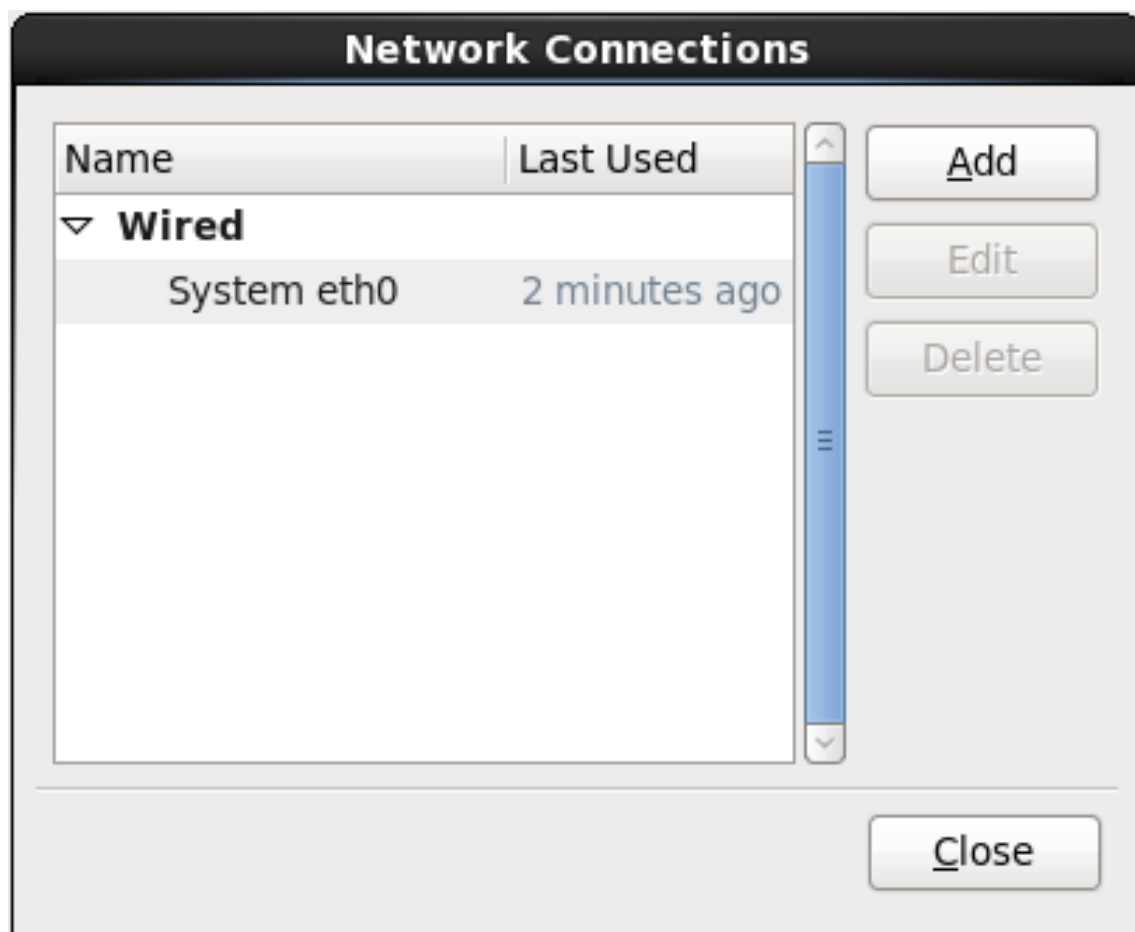 Network Connections
Name Last Used
Wired
System eth0 2 minutes ago
Add
Edit
Delete
Close